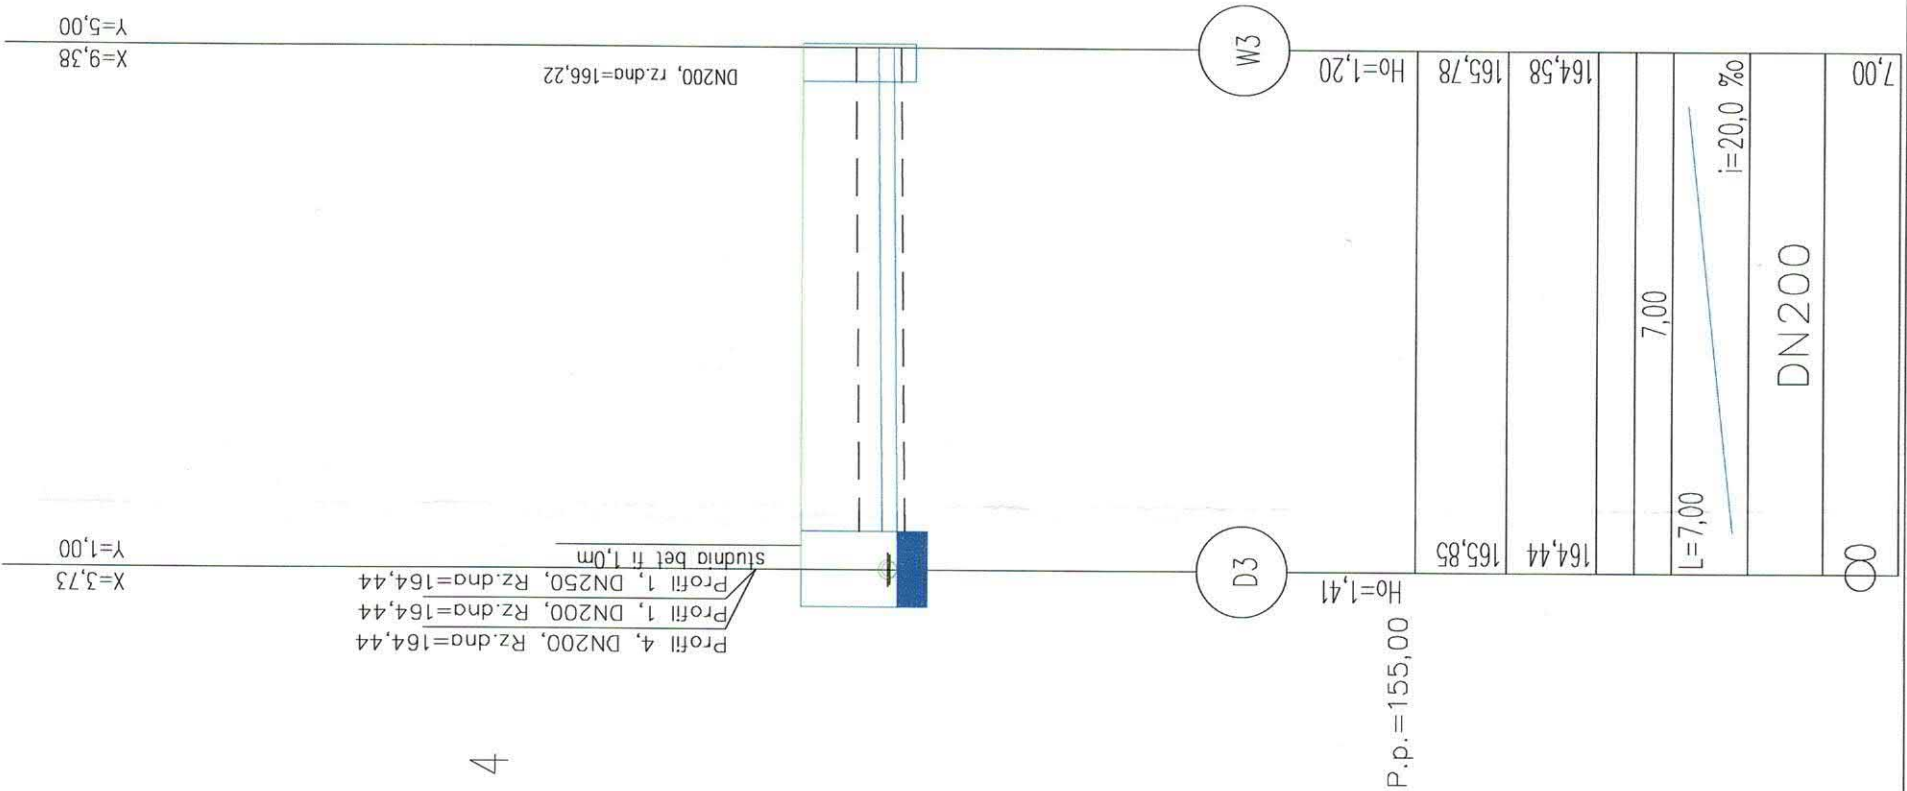 4
X=3,73
Y=1,00
X=9,38
Y=5,00
Profil 4, DN200, Rz.dna=164,44
Profil 1, DN200, Rz.dna=164,44
Profil 1, DN250, Rz.dna=164,44
studnia bet fi 1,0m
DN200, rz.dna=166,22
D3
W3
P.p.=155,00
Ho=1,41
Ho=1,20
165,85
165,78
164,44
164,58
7,00
L=7,00
i=20,0 ‰
DN200
00
7,00